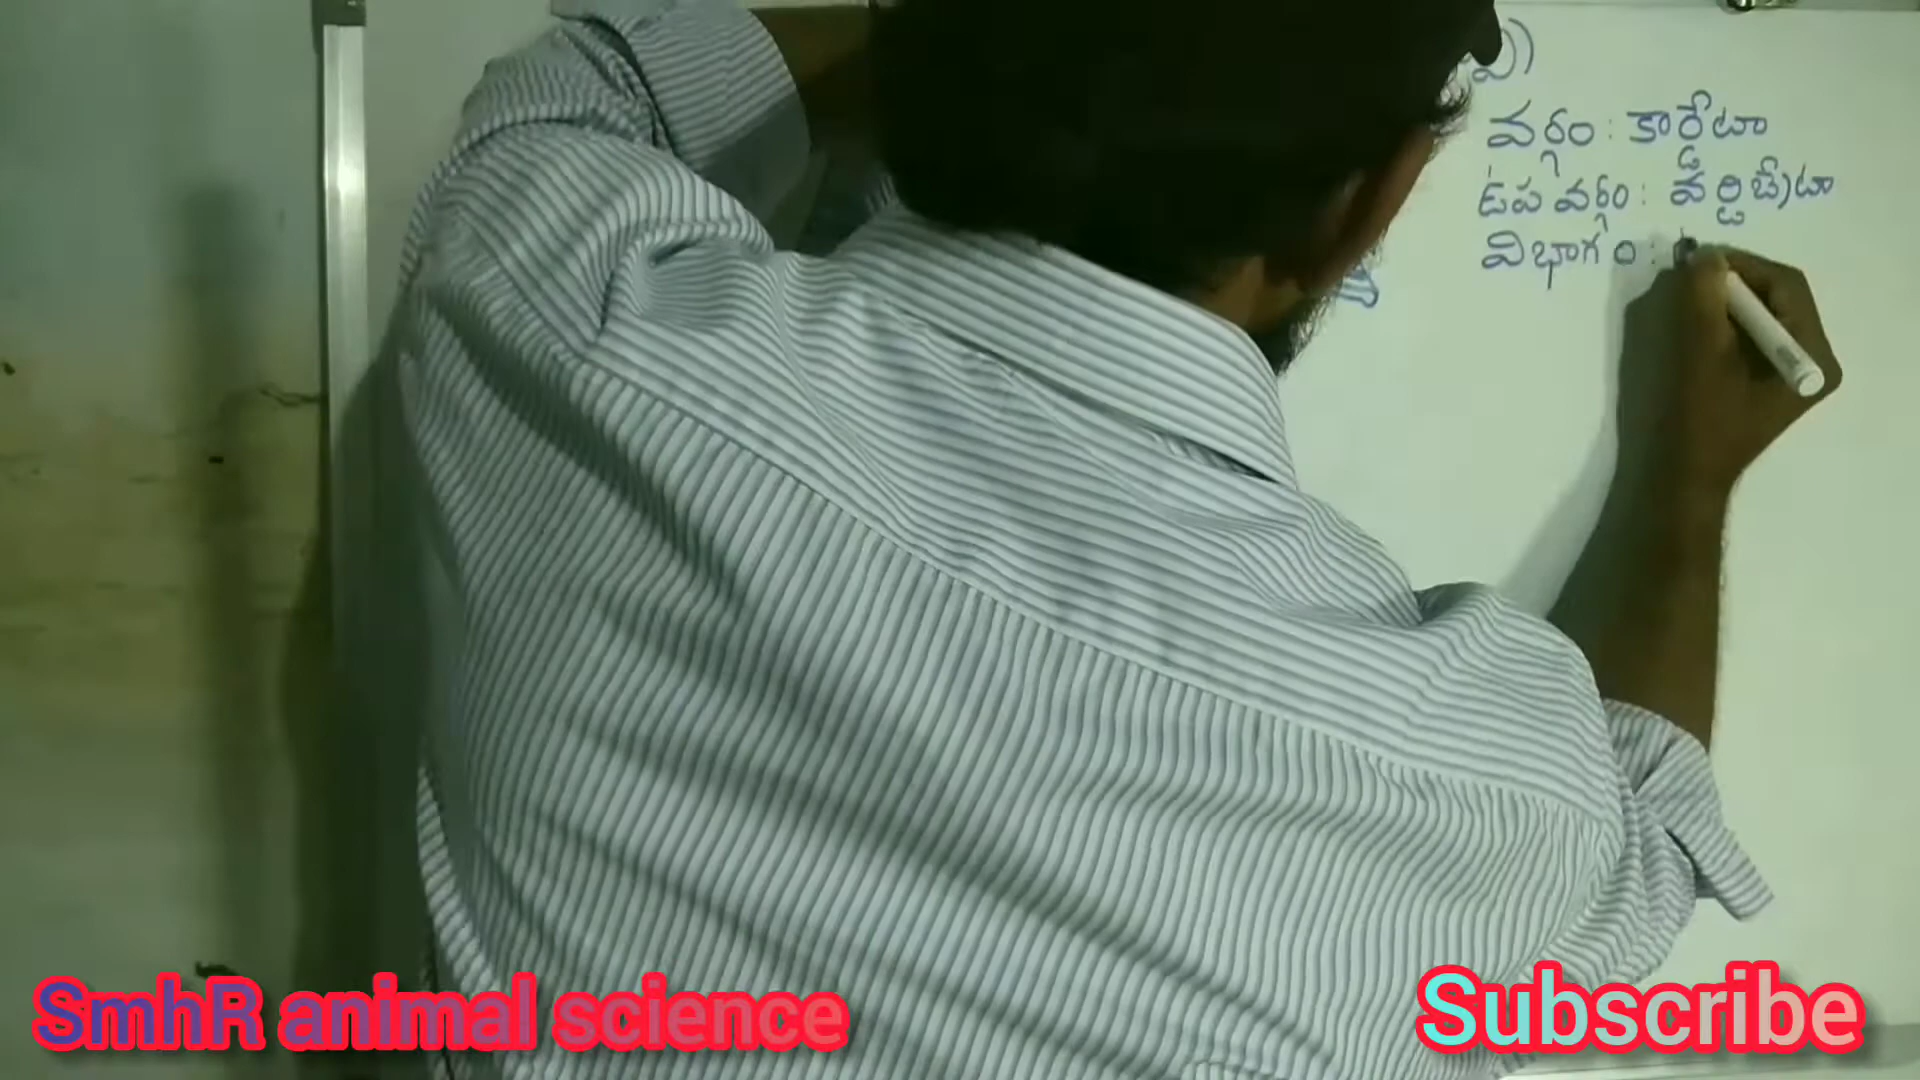 వర్గం : కార్డేటా
ఉప వర్గం : వర్టిబ్రేటా
విభాగం :
SmhR animal science
Subscribe